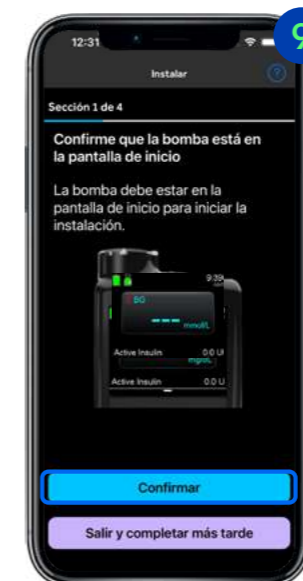 9
12:31
Instalar
?
Sección 1 de 4
Confirme que la bomba está en
la pantalla de inicio
La bomba debe estar en la
pantalla de inicio para iniciar la
instalación.
BG
--- mmol/L
Active Insulin 0.0 U
mg/dL
Active Insulin 0.0 U
Confirmar
Salir y completar más tarde